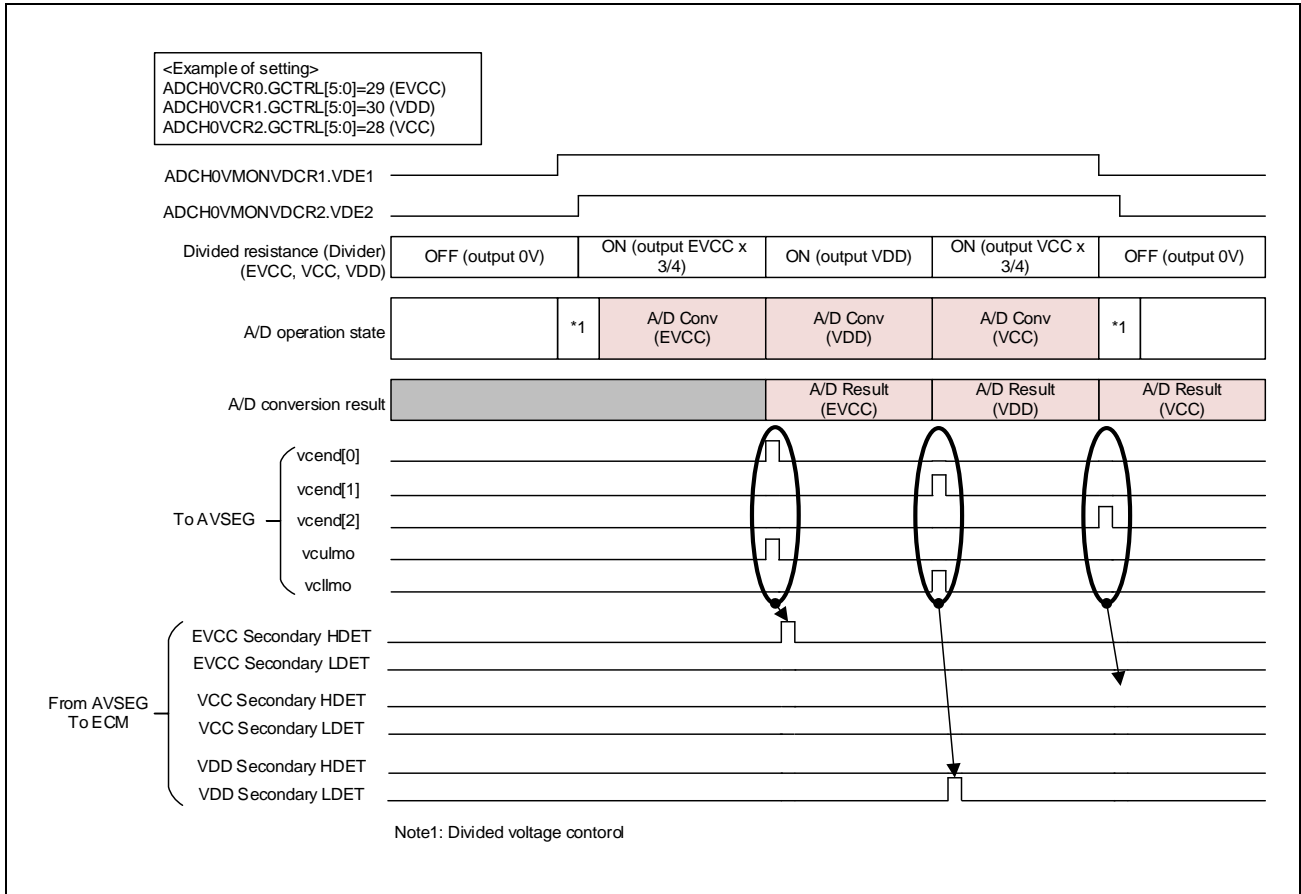 <Example of setting>
ADCH0VCR0.GCTRL[5:0]=29 (EVCC)
ADCH0VCR1.GCTRL[5:0]=30 (VDD)
ADCH0VCR2.GCTRL[5:0]=28 (VCC)
ADCH0VMONVDCR1.VDE1
ADCH0VMONVDCR2.VDE2
Divided resistance (Divider)
(EVCC, VCC, VDD)
OFF (output 0V)
ON (output EVCC x
3/4)
ON (output VDD)
ON (output VCC x
3/4)
OFF (output 0V)
A/D operation state
*1
A/D Conv
(EVCC)
A/D Conv
(VDD)
A/D Conv
(VCC)
*1
A/D conversion result
A/D Result
(EVCC)
A/D Result
(VDD)
A/D Result
(VCC)
To AVSEG
vcend[0]
vcend[1]
vcend[2]
vculmo
vcllmo
From AVSEG
To ECM
EVCC Secondary HDET
EVCC Secondary LDET
VCC Secondary HDET
VCC Secondary LDET
VDD Secondary HDET
VDD Secondary LDET
Note1: Divided voltage contorol